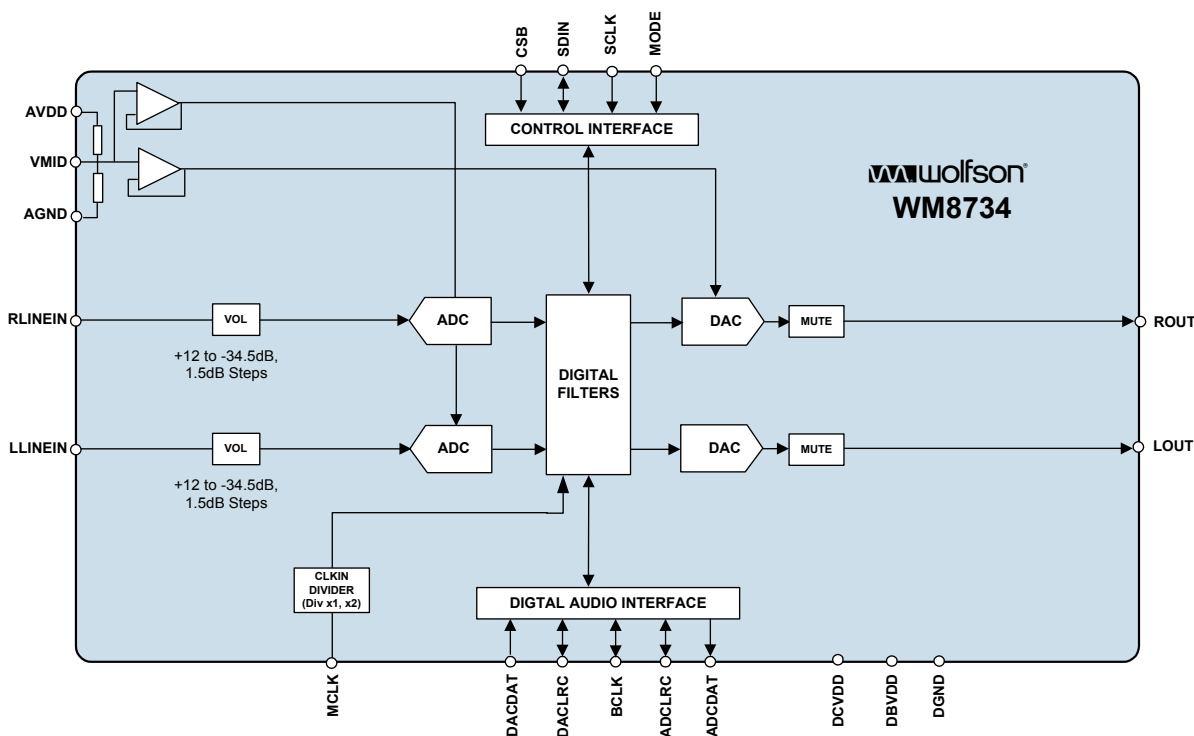 CSB
SDIN
SCLK
MODE
AVDD
VMID
AGND
CONTROL INTERFACE
wolfson®
WM8734
RLINEIN
VOL
ADC
DAC
MUTE
ROUT
+12 to -34.5dB,
1.5dB Steps
DIGITAL
FILTERS
LLINEIN
VOL
ADC
DAC
MUTE
LOUT
+12 to -34.5dB,
1.5dB Steps
CLKIN
DIVIDER
(Div x1, x2)
DIGTAL AUDIO INTERFACE
MCLK
DACDAT
DACLRC
BCLK
ADCLRC
ADCDAT
DCVDD
DBVDD
DGND